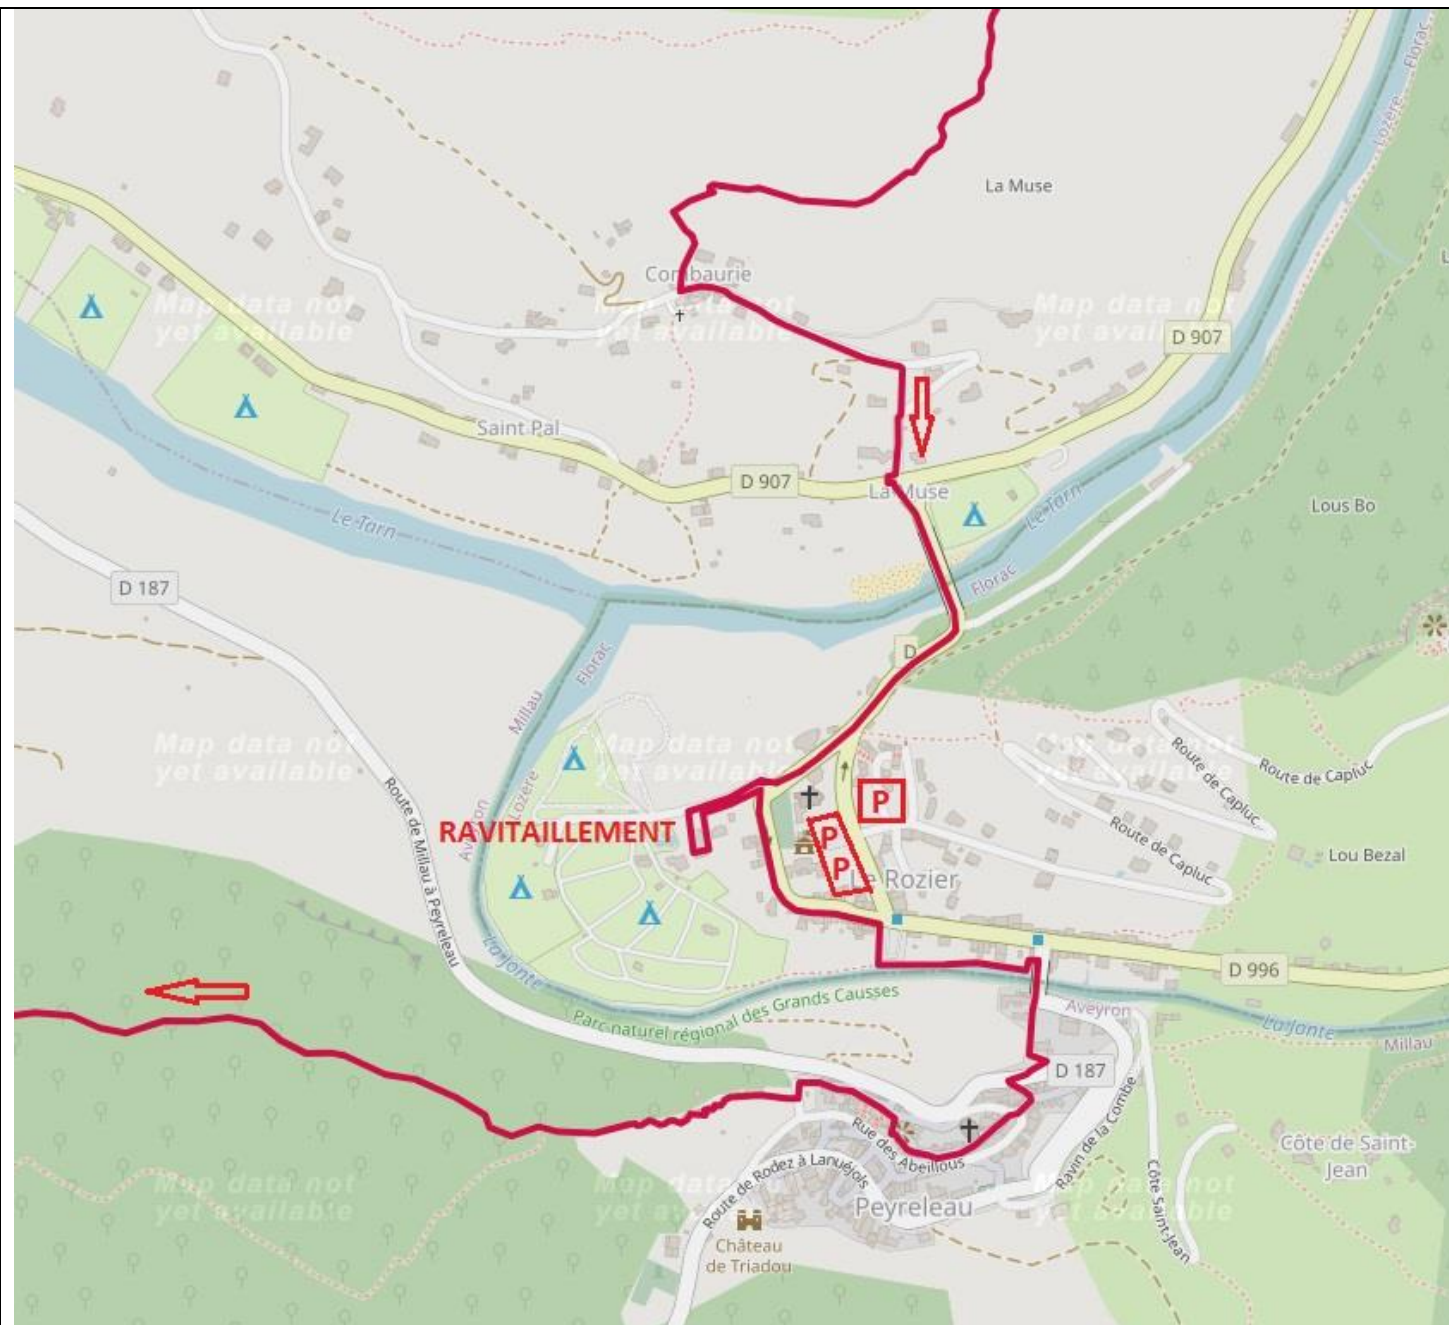 Florac
Lozère
La Muse
Combaurie
Map data not
yet available
Map data not
yet available
Map data not
yet available
D 907
Saint Pal
D 907
La Muse
Le Tarn
Le Tarn
Lous Bo
Florac
D 187
D
Florac
Millau
Map data not
yet available
Map data not
yet available
Map data not
yet available
Route de Capluc
Route de Capluc
Route de Capluc
Lozère
Route de Millau à Peyreleau
P
RAVITAILLEMENT
P
P
Le Rozier
Lou Bezal
La Jonte
D 996
Parc naturel régional des Grands Causses
Aveyron
La Jonte
Millau
D 187
Rue des Abeillous
Ravin de la Combe
Côte de Saint-
Jean
Route de Rodez à Lanuéjols
Côte Saint-Jean
Map data not
yet available
Map data not
yet available
Map data not
yet available
Peyreleau
Château
de Triadou